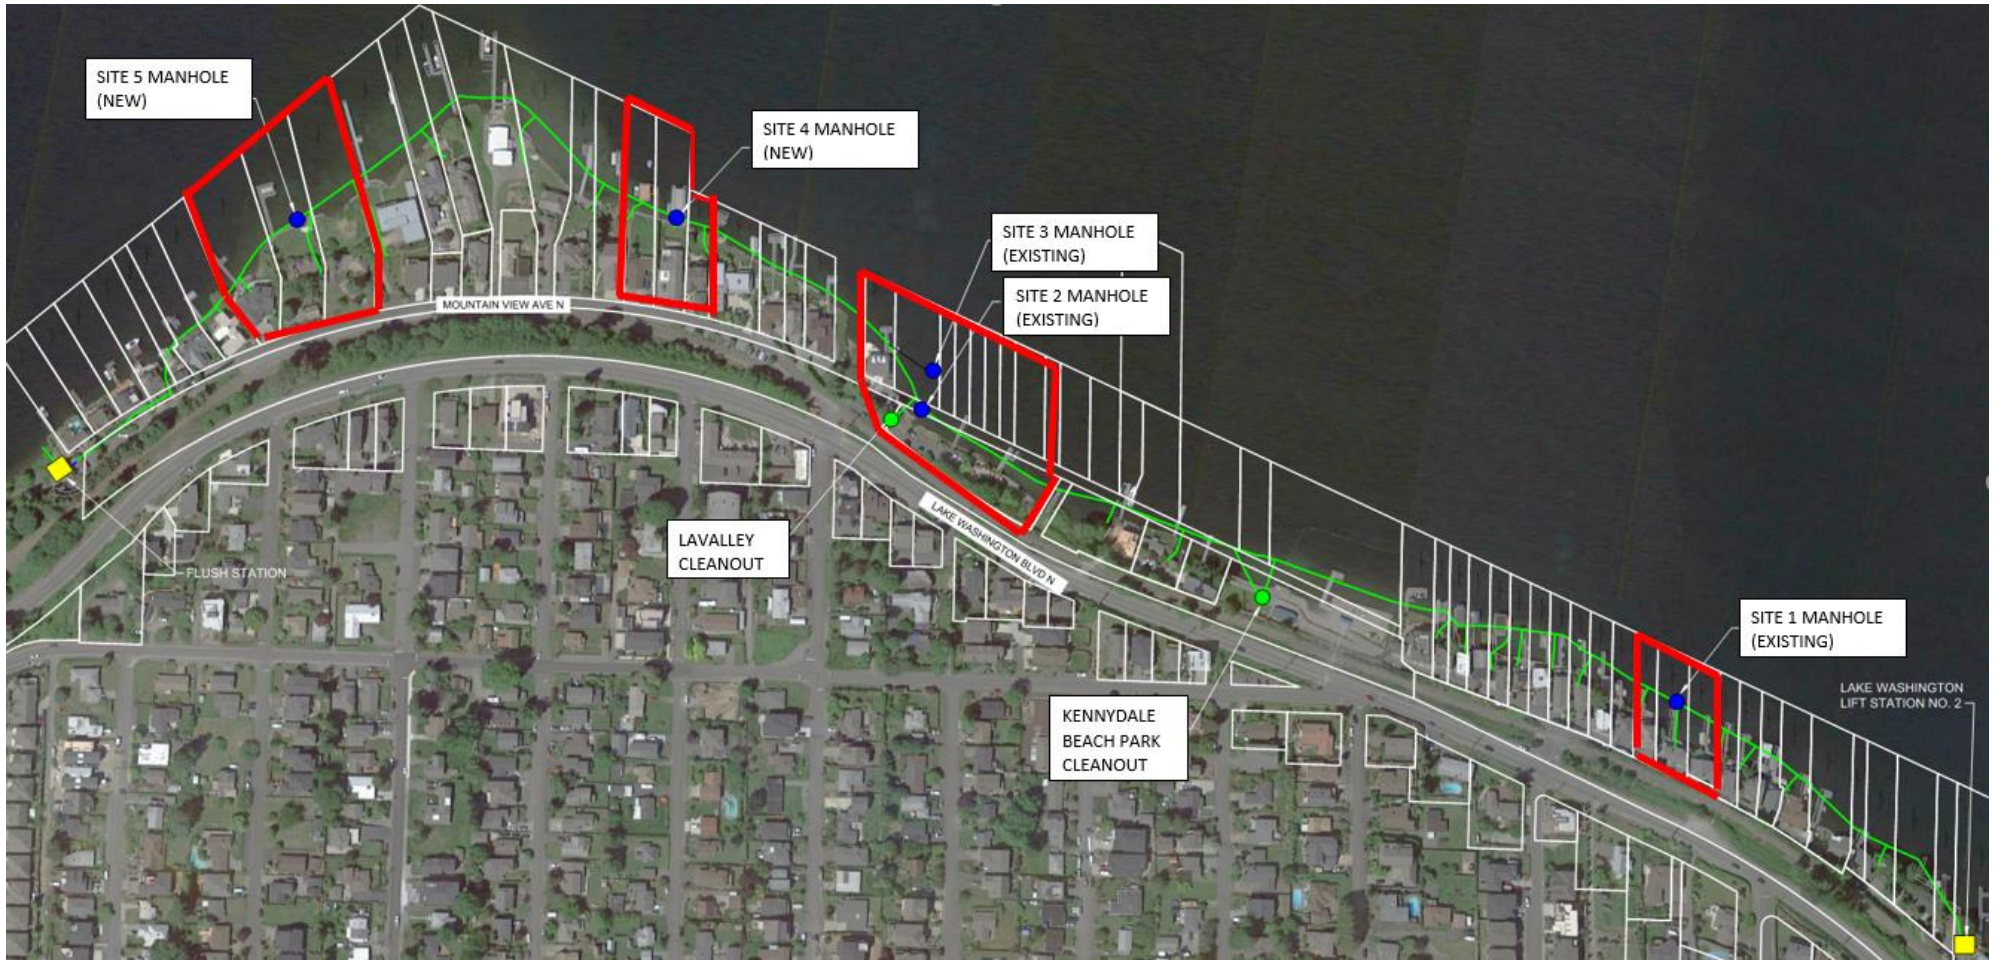 SITE 5 MANHOLE
(NEW)
SITE 4 MANHOLE
(NEW)
SITE 3 MANHOLE
(EXISTING)
SITE 2 MANHOLE
(EXISTING)
MOUNTAIN VIEW AVE N
LAKE WASHINGTON BLVD N
LAVALLEY
CLEANOUT
FLUSH STATION
SITE 1 MANHOLE
(EXISTING)
LAKE WASHINGTON
LIFT STATION NO. 2
KENNYDALE
BEACH PARK
CLEANOUT